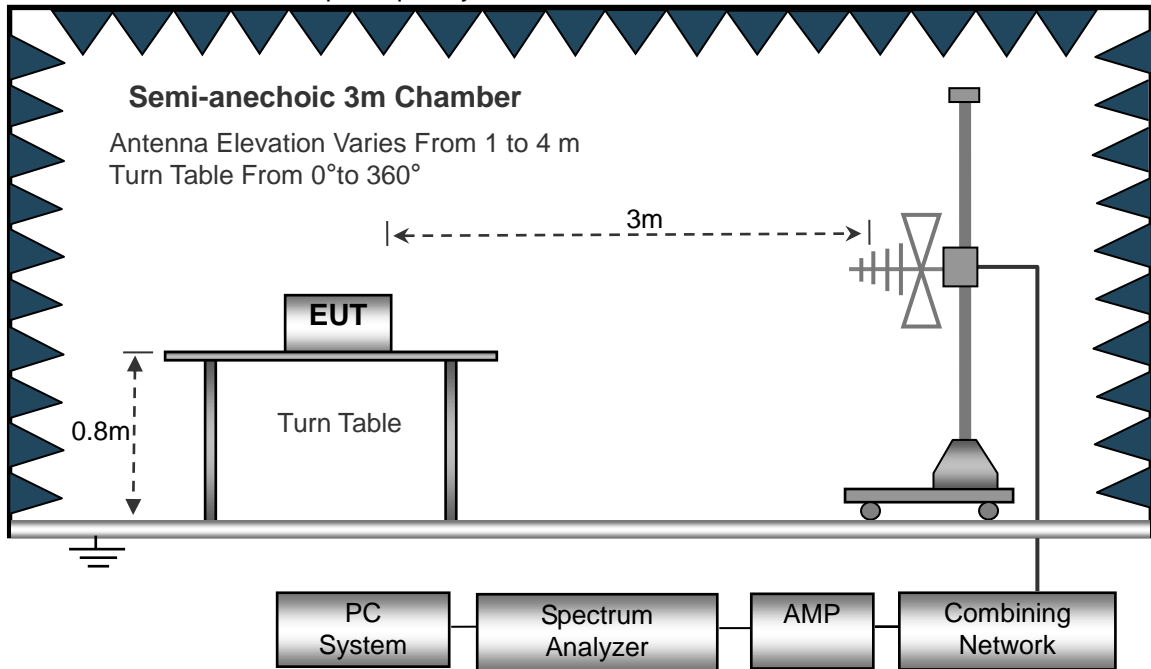 Semi-anechoic 3m Chamber
Antenna Elevation Varies From 1 to 4 m
Turn Table From 0°to 360°
3m
EUT
0.8m
Turn Table
PC
System
Spectrum
Analyzer
AMP
Combining
Network